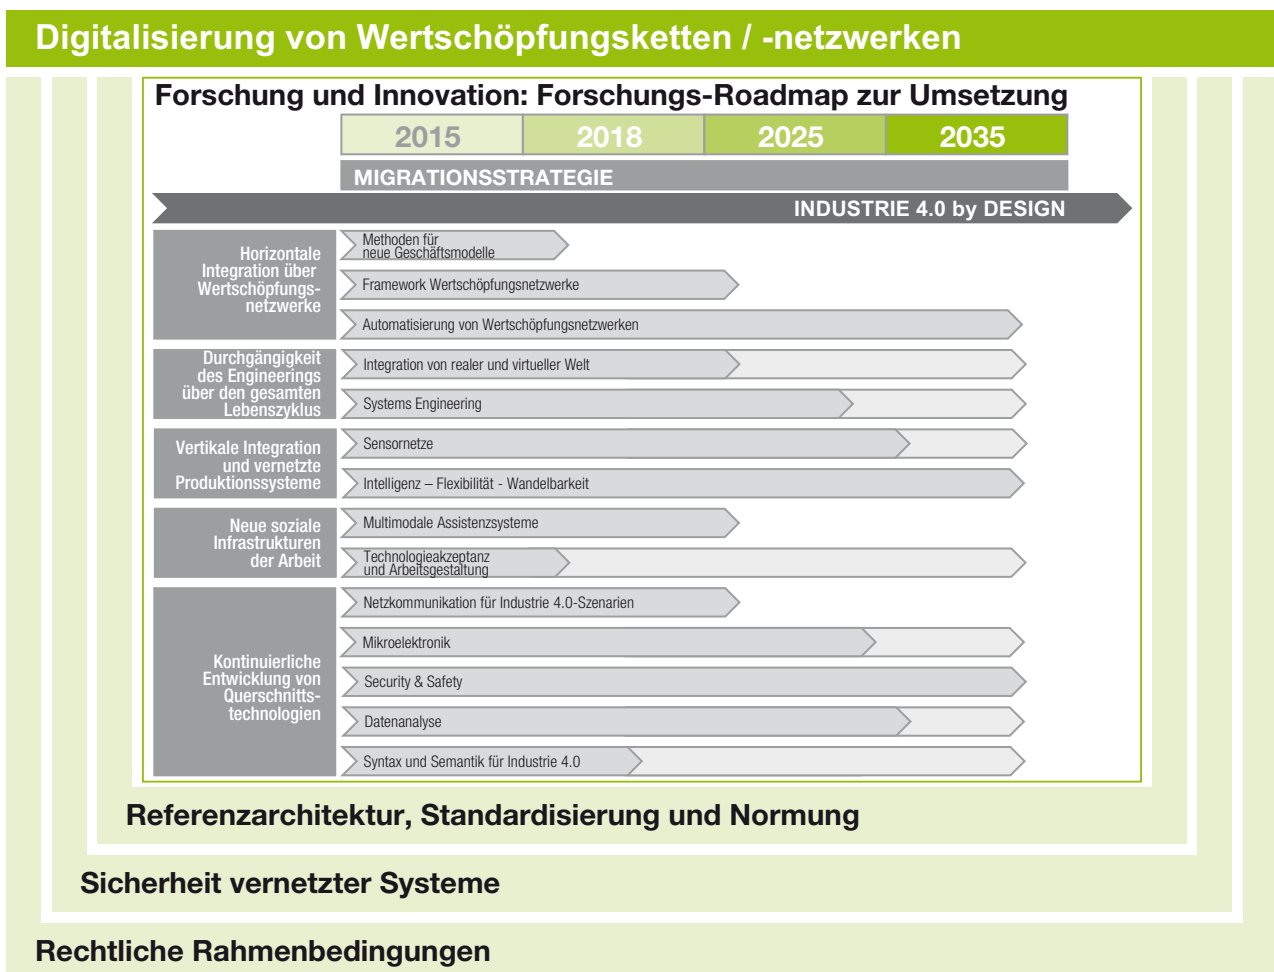 Digitalisierung von Wertschöpfungsketten / -netzwerken
Forschung und Innovation: Forschungs-Roadmap zur Umsetzung
2015 2018 2025 2035
MIGRATIONSSTRATEGIE
INDUSTRIE 4.0 by DESIGN
Horizontale
Integration über
Wertschöpfungs-
netzwerke
Methoden für
neue Geschäftsmodelle
Framework Wertschöpfungsnetzwerke
Automatisierung von Wertschöpfungsnetzwerken
Durchgängigkeit
des Engineerings
über den gesamten
Lebenszyklus
Integration von realer und virtueller Welt
Systems Engineering
Vertikale Integration
und vernetzte
Produktionssysteme
Sensornetze
Intelligenz – Flexibilität - Wandelbarkeit
Neue soziale
Infrastrukturen
der Arbeit
Multimodale Assistenzsysteme
Technologieakzeptanz
und Arbeitsgestaltung
Kontinuierliche
Entwicklung von
Querschnitts-
technologien
Netzkommunikation für Industrie 4.0-Szenarien
Mikroelektronik
Security & Safety
Datenanalyse
Syntax und Semantik für Industrie 4.0
Referenzarchitektur, Standardisierung und Normung
Sicherheit vernetzter Systeme
Rechtliche Rahmenbedingungen